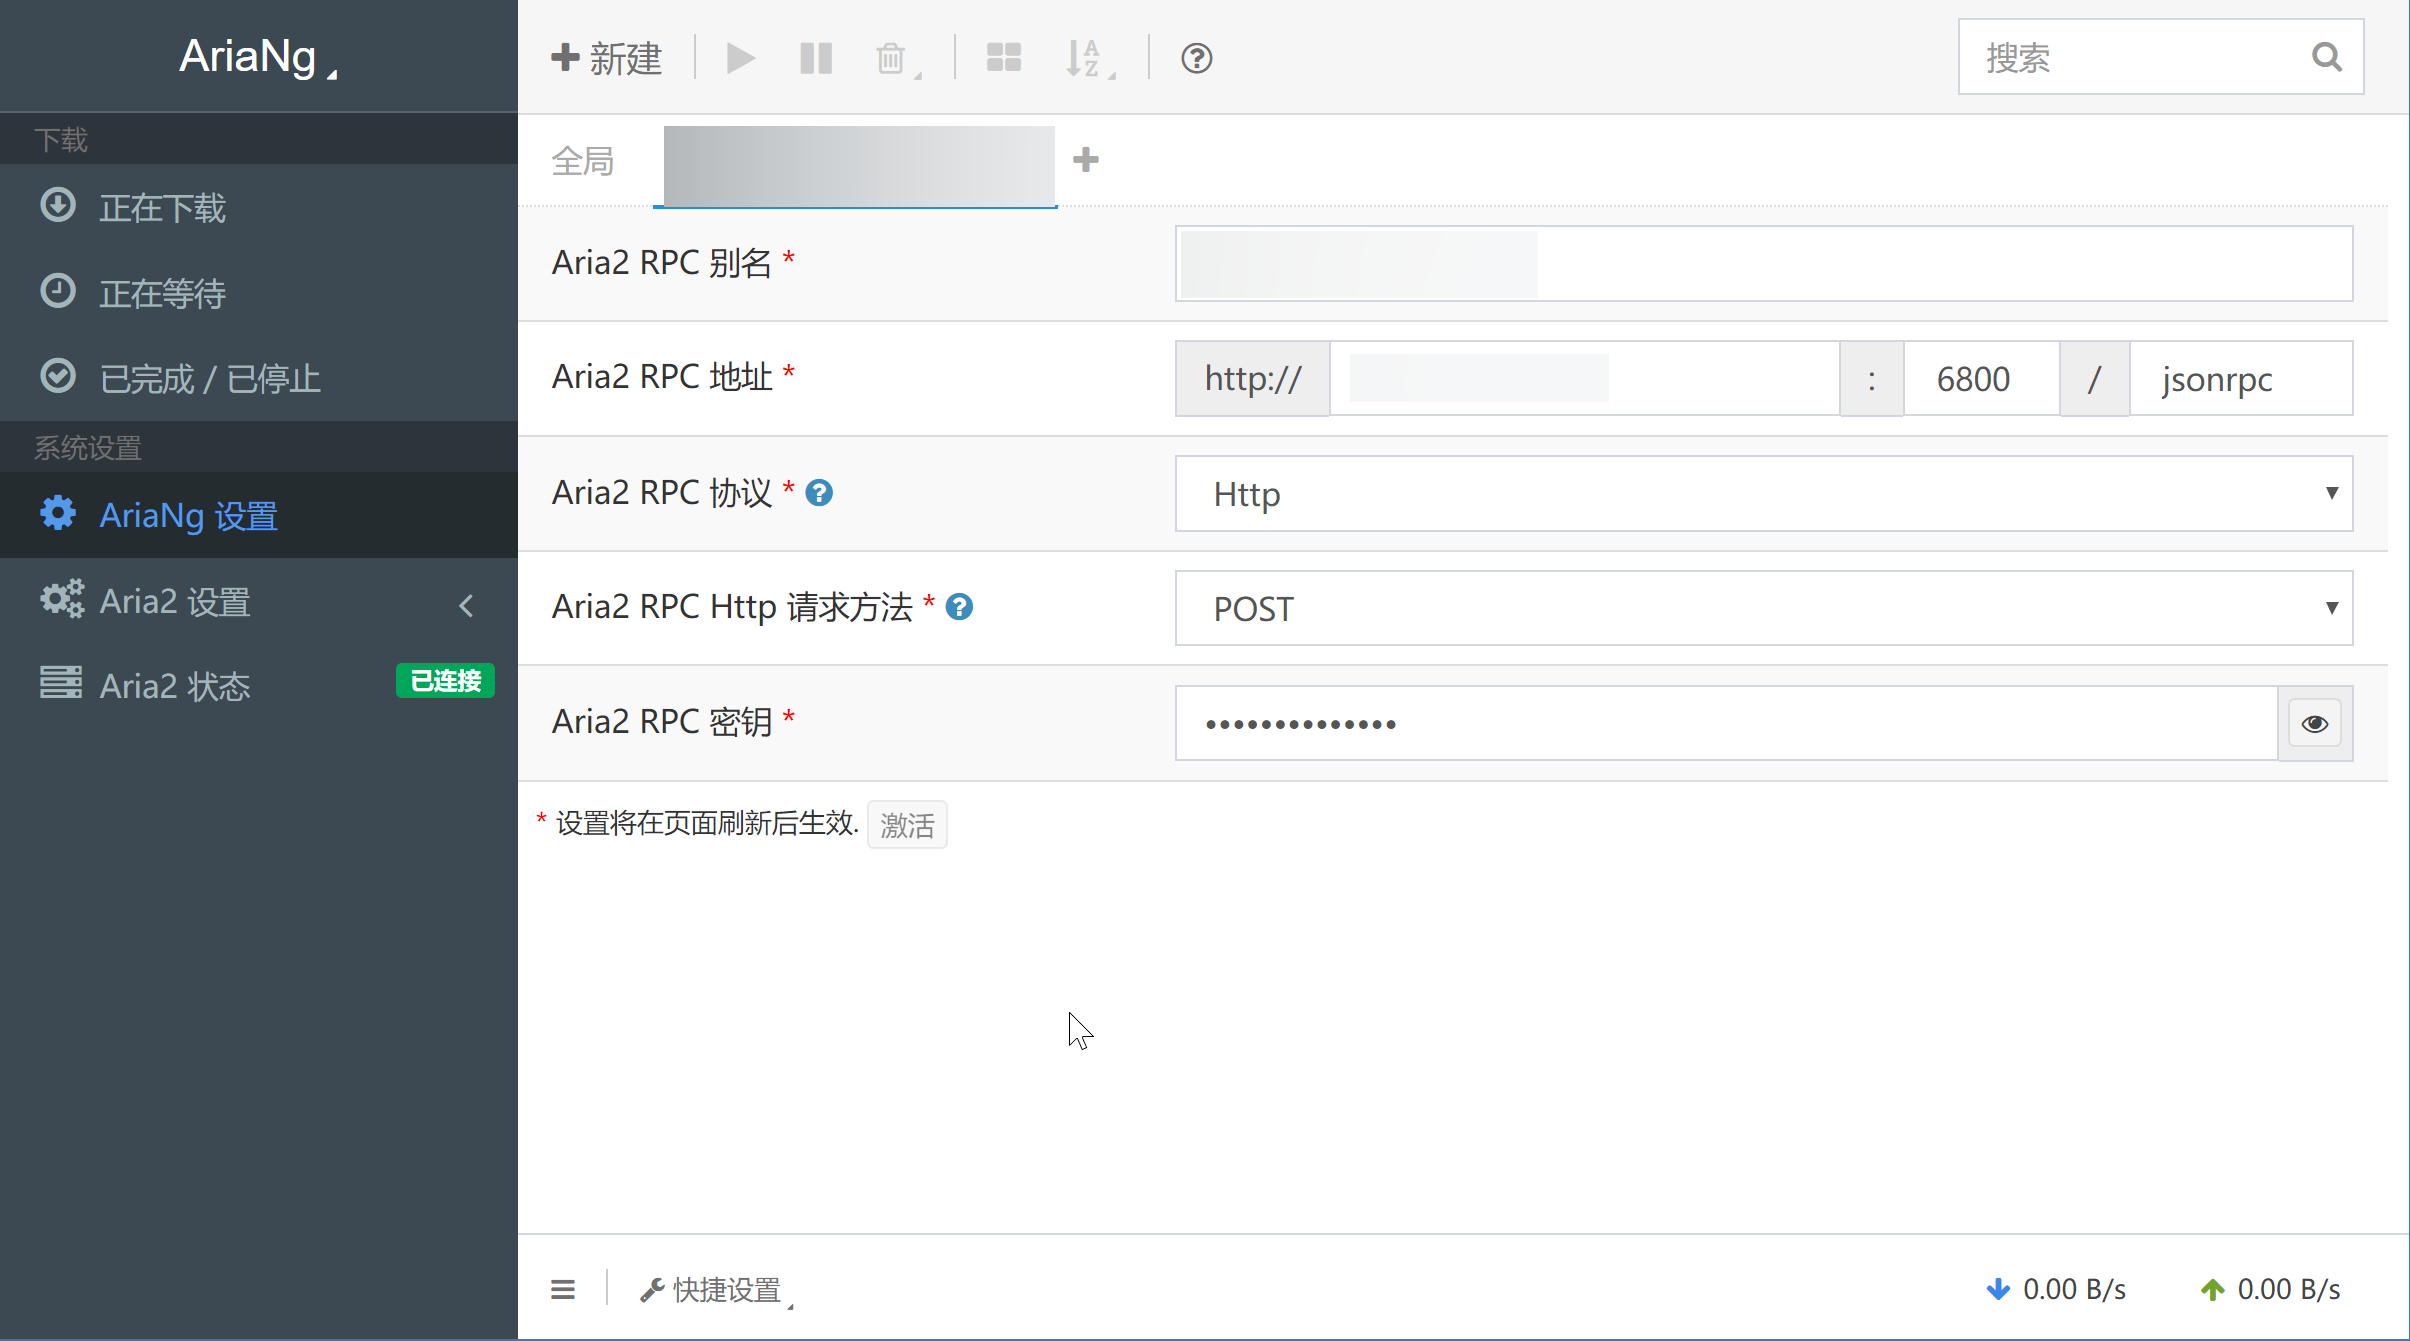 AriaNg
新建
搜索
下载
正在下载
正在等待
已完成 / 已停止
系统设置
AriaNg 设置
Aria2 设置
Aria2 状态 已连接
全局
Aria2 RPC 别名 *
Aria2 RPC 地址 * http:// : 6800 / jsonrpc
Aria2 RPC 协议 * Http
Aria2 RPC Http 请求方法 * POST
Aria2 RPC 密钥 * ••••••••••••••
* 设置将在页面刷新后生效. 激活
快捷设置 0.00 B/s 0.00 B/s